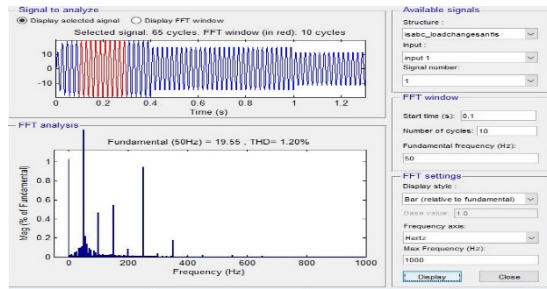 Signal to analyze
Display selected signal
Display FFT window
Selected signal: 65 cycles. FFT window (in red): 10 cycles
10
0
-10
0 0.2 0.4 0.6 0.8 1 1.2
Time (s)
FFT analysis
Fundamental (50Hz) = 19.55 , THD= 1.20%
Mag (% of Fundamental)
1
0.8
0.6
0.4
0.2
0
0 200 400 600 800 1000
Frequency (Hz)
Available signals
Structure :
isabc_loadchangesanfis
Input :
input 1
Signal number:
1
FFT window
Start time (s): 0.1
Number of cycles: 10
Fundamental frequency (Hz):
50
FFT settings
Display style :
Bar (relative to fundamental)
Base value: 1.0
Frequency axis:
Hertz
Max Frequency (Hz):
1000
Display
Close